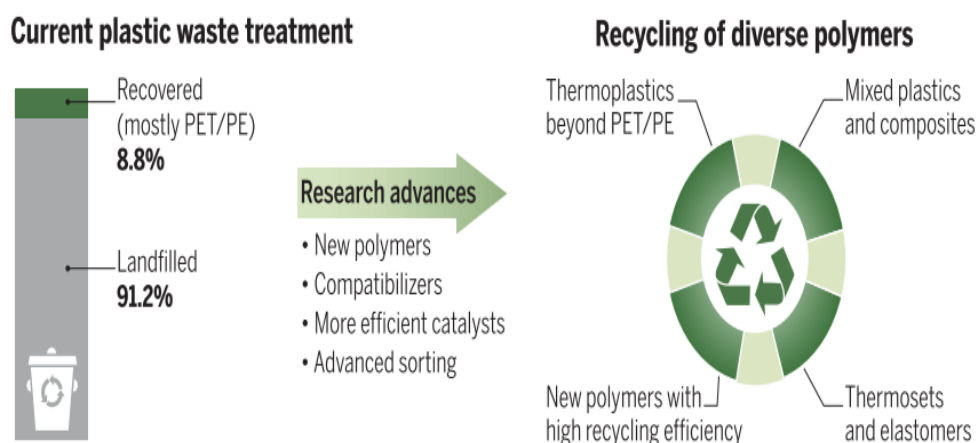 Current plastic waste treatment
Recovered
(mostly PET/PE)
8.8%
Landfilled
91.2%
Research advances
• New polymers
• Compatibilizers
• More efficient catalysts
• Advanced sorting
Recycling of diverse polymers
Thermoplastics
beyond PET/PE
Mixed plastics
and composites
New polymers with
high recycling efficiency
Thermosets
and elastomers